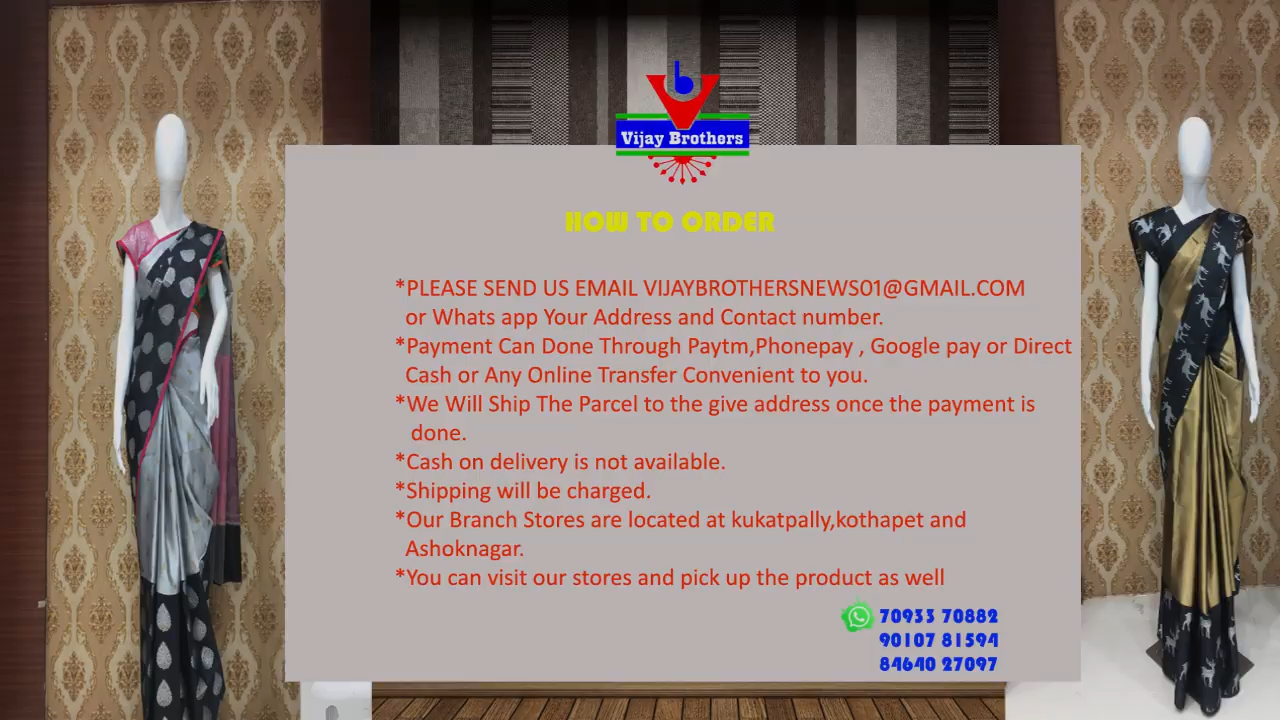 b
Vijay Brothers
HOW TO ORDER
*PLEASE SEND US EMAIL VIJAYBROTHERSNEWS01@GMAIL.COM
or Whats app Your Address and Contact number.
*Payment Can Done Through Paytm,Phonepay , Google pay or Direct
Cash or Any Online Transfer Convenient to you.
*We Will Ship The Parcel to the give address once the payment is
done.
*Cash on delivery is not available.
*Shipping will be charged.
*Our Branch Stores are located at kukatpally,kothapet and
Ashoknagar.
*You can visit our stores and pick up the product as well
70933 70882
90107 81594
84640 27097